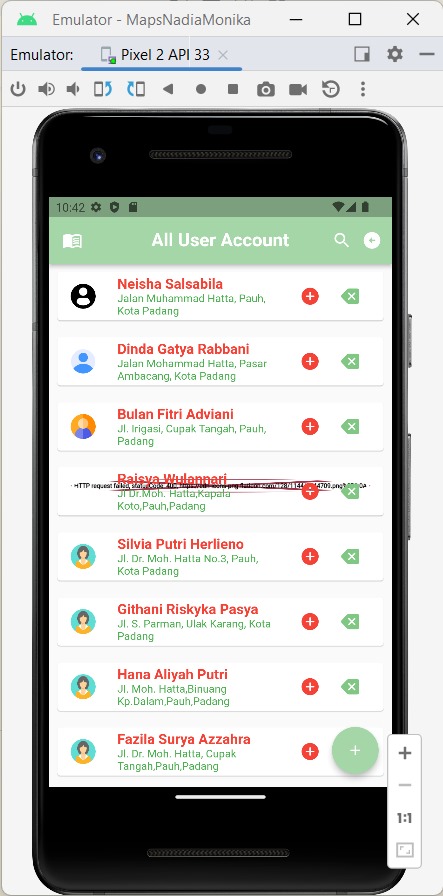 Emulator - MapsNadiaMonika
Emulator:
Pixel 2 API 33
10:42
All User Account
Neisha Salsabila
Jalan Muhammad Hatta, Pauh,
Kota Padang
Dinda Gatya Rabbani
Jalan Mohammad Hatta, Pasar
Ambacang, Kota Padang
Bulan Fitri Adviani
Jl. Irigasi, Cupak Tangah, Pauh,
Padang
Raisya Wulannari
HTTP request failed, statusCode:
Jl Dr.Moh. Hatta,Kapala
Koto,Pauh,Padang
Silvia Putri Herlieno
Jl. Dr. Moh. Hatta No.3, Pauh,
Kota Padang
Githani Riskyka Pasya
Jl. S. Parman, Ulak Karang, Kota
Padang
Hana Aliyah Putri
Jl. Moh. Hatta,Binuang
Kp.Dalam,Pauh,Padang
Fazila Surya Azzahra
Jl. Dr. Moh. Hatta, Cupak
Tangah,Pauh,Padang
1:1